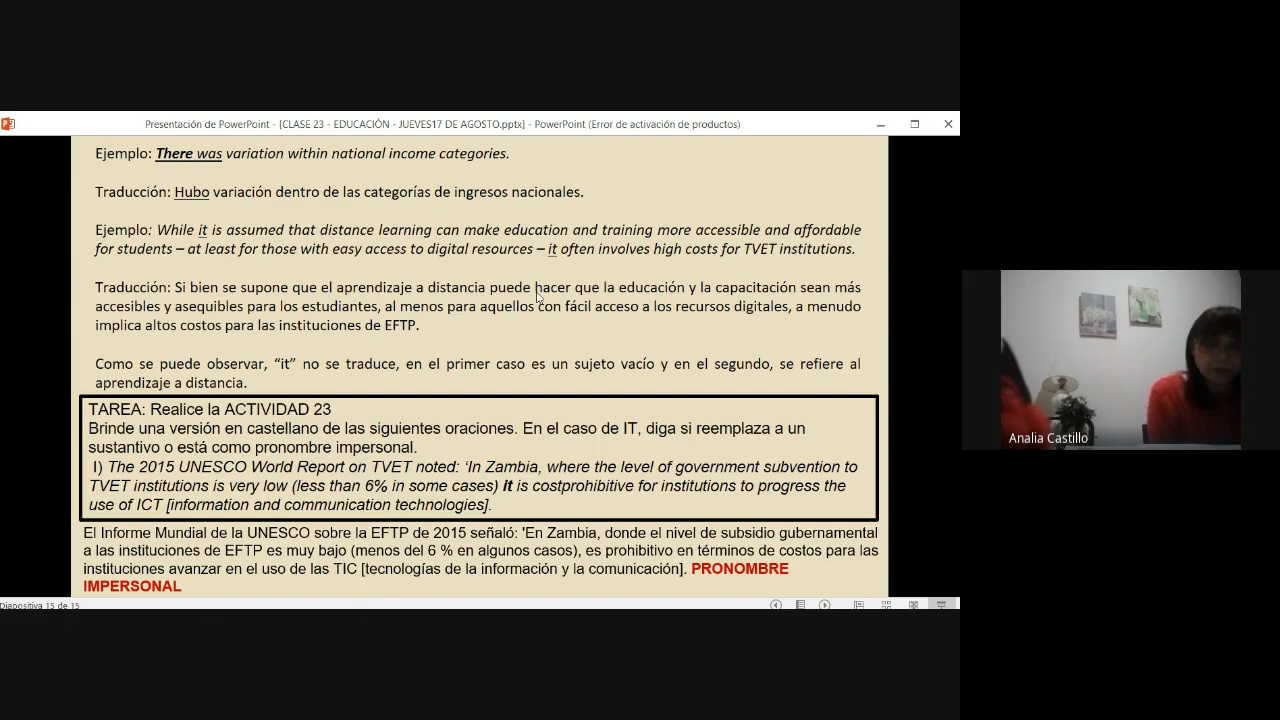 Presentación de PowerPoint - [CLASE 23 - EDUCACIÓN - JUEVES17 DE AGOSTO.pptx] - PowerPoint (Error de activación de productos)
Ejemplo: There was variation within national income categories.
Traducción: Hubo variación dentro de las categorías de ingresos nacionales.
Ejemplo: While it is assumed that distance learning can make education and training more accessible and affordable
for students – at least for those with easy access to digital resources – it often involves high costs for TVET institutions.
Traducción: Si bien se supone que el aprendizaje a distancia puede hacer que la educación y la capacitación sean más
accesibles y asequibles para los estudiantes, al menos para aquellos con fácil acceso a los recursos digitales, a menudo
implica altos costos para las instituciones de EFTP.
Como se puede observar, “it” no se traduce, en el primer caso es un sujeto vacío y en el segundo, se refiere al
aprendizaje a distancia.
TAREA: Realice la ACTIVIDAD 23
Brinde una versión en castellano de las siguientes oraciones. En el caso de IT, diga si reemplaza a un
sustantivo o está como pronombre impersonal.
I) The 2015 UNESCO World Report on TVET noted: ‘In Zambia, where the level of government subvention to
TVET institutions is very low (less than 6% in some cases) it is costprohibitive for institutions to progress the
use of ICT [information and communication technologies].
El Informe Mundial de la UNESCO sobre la EFTP de 2015 señaló: 'En Zambia, donde el nivel de subsidio gubernamental
a las instituciones de EFTP es muy bajo (menos del 6 % en algunos casos), es prohibitivo en términos de costos para las
instituciones avanzar en el uso de las TIC [tecnologías de la información y la comunicación]. PRONOMBRE
IMPERSONAL
Diapositiva 15 de 15
Analia Castillo